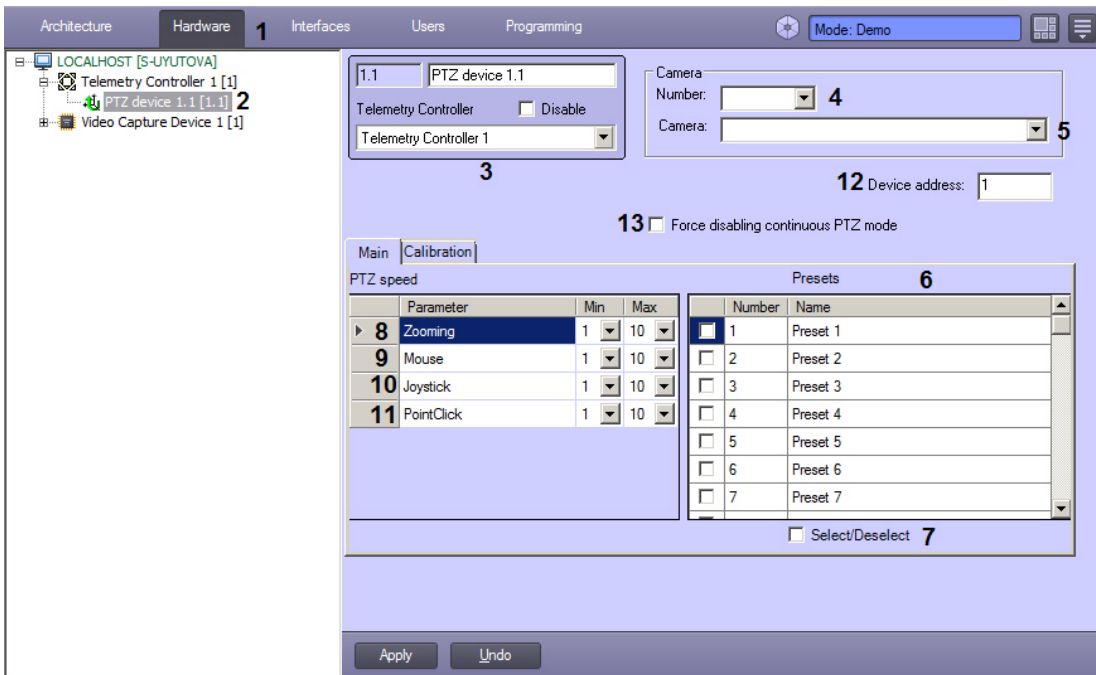 Architecture Hardware 1 Interfaces Users Programming Mode: Demo
LOCALHOST [S-UYUTOVA]
Telemetry Controller 1 [1]
PTZ device 1.1 [1.1] 2
Video Capture Device 1 [1]
1.1 PTZ device 1.1
Telemetry Controller Disable
Telemetry Controller 1
3
Camera
Number: 4
Camera: 5
12 Device address: 1
13 Force disabling continuous PTZ mode
Main Calibration
PTZ speed
Presets 6
Parameter Min Max
8 Zooming 1 10
9 Mouse 1 10
10 Joystick 1 10
11 PointClick 1 10
Number Name
1 Preset 1
2 Preset 2
3 Preset 3
4 Preset 4
5 Preset 5
6 Preset 6
7 Preset 7
Select/Deselect 7
Apply Undo